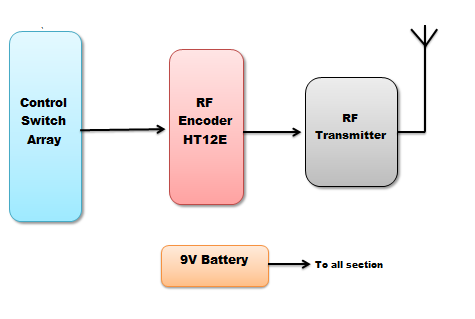 Control
Switch
Array
RF
Encoder
HT12E
RF
Transmitter
9V Battery
To all section